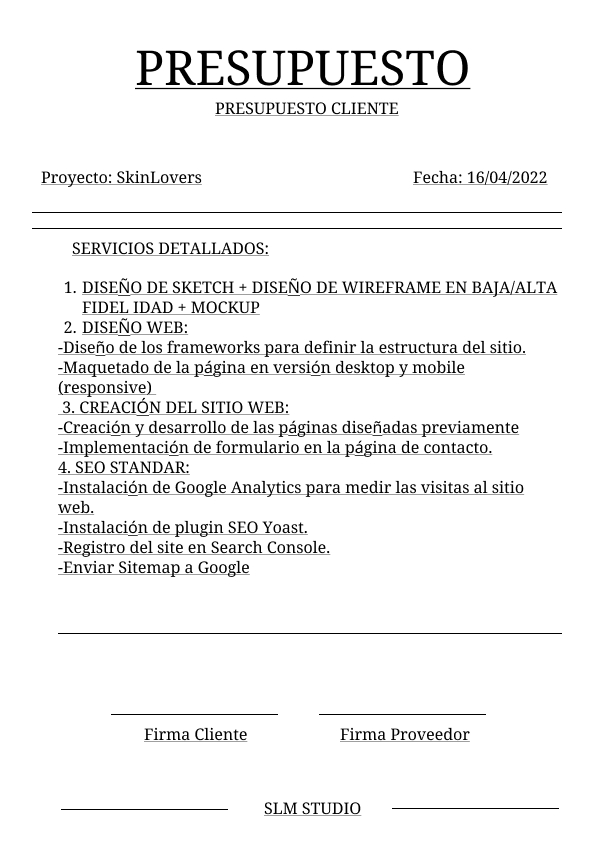 PRESUPUESTO
PRESUPUESTO CLIENTE
Proyecto: SkinLovers
Fecha: 16/04/2022
SERVICIOS DETALLADOS:
1. DISEÑO DE SKETCH + DISEÑO DE WIREFRAME EN BAJA/ALTA
FIDEL IDAD + MOCKUP
2. DISEÑO WEB:
-Diseño de los frameworks para definir la estructura del sitio.
-Maquetado de la página en versión desktop y mobile
(responsive)
3. CREACIÓN DEL SITIO WEB:
-Creación y desarrollo de las páginas diseñadas previamente
-Implementación de formulario en la página de contacto.
4. SEO STANDAR:
-Instalación de Google Analytics para medir las visitas al sitio
web.
-Instalación de plugin SEO Yoast.
-Registro del site en Search Console.
-Enviar Sitemap a Google
Firma Cliente
Firma Proveedor
SLM STUDIO